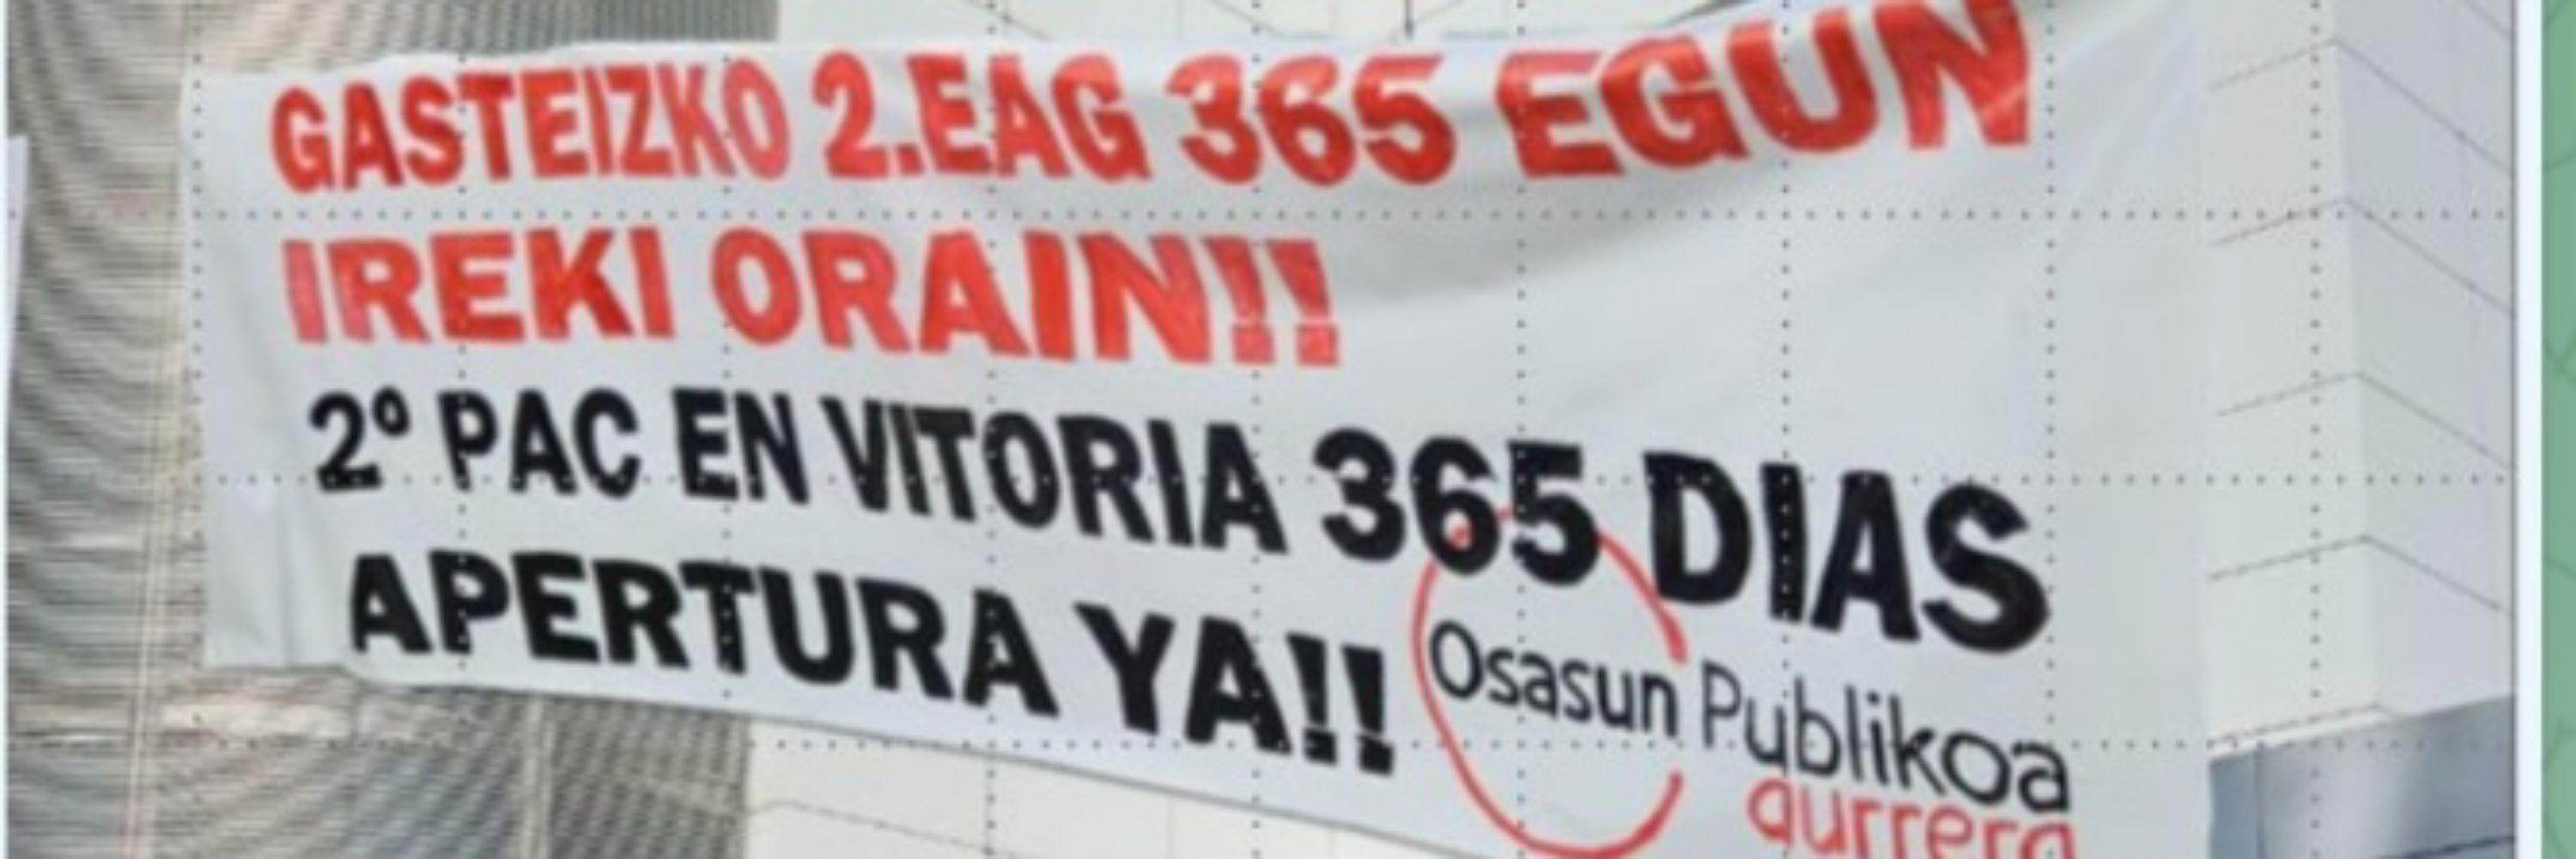 GASTEIZKO 2.EAG 365 EGUN
IREKI ORAIN!!
2º PAC EN VITORIA 365 DIAS
APERTURA YA!!
Osasun Publikoa
aurrera